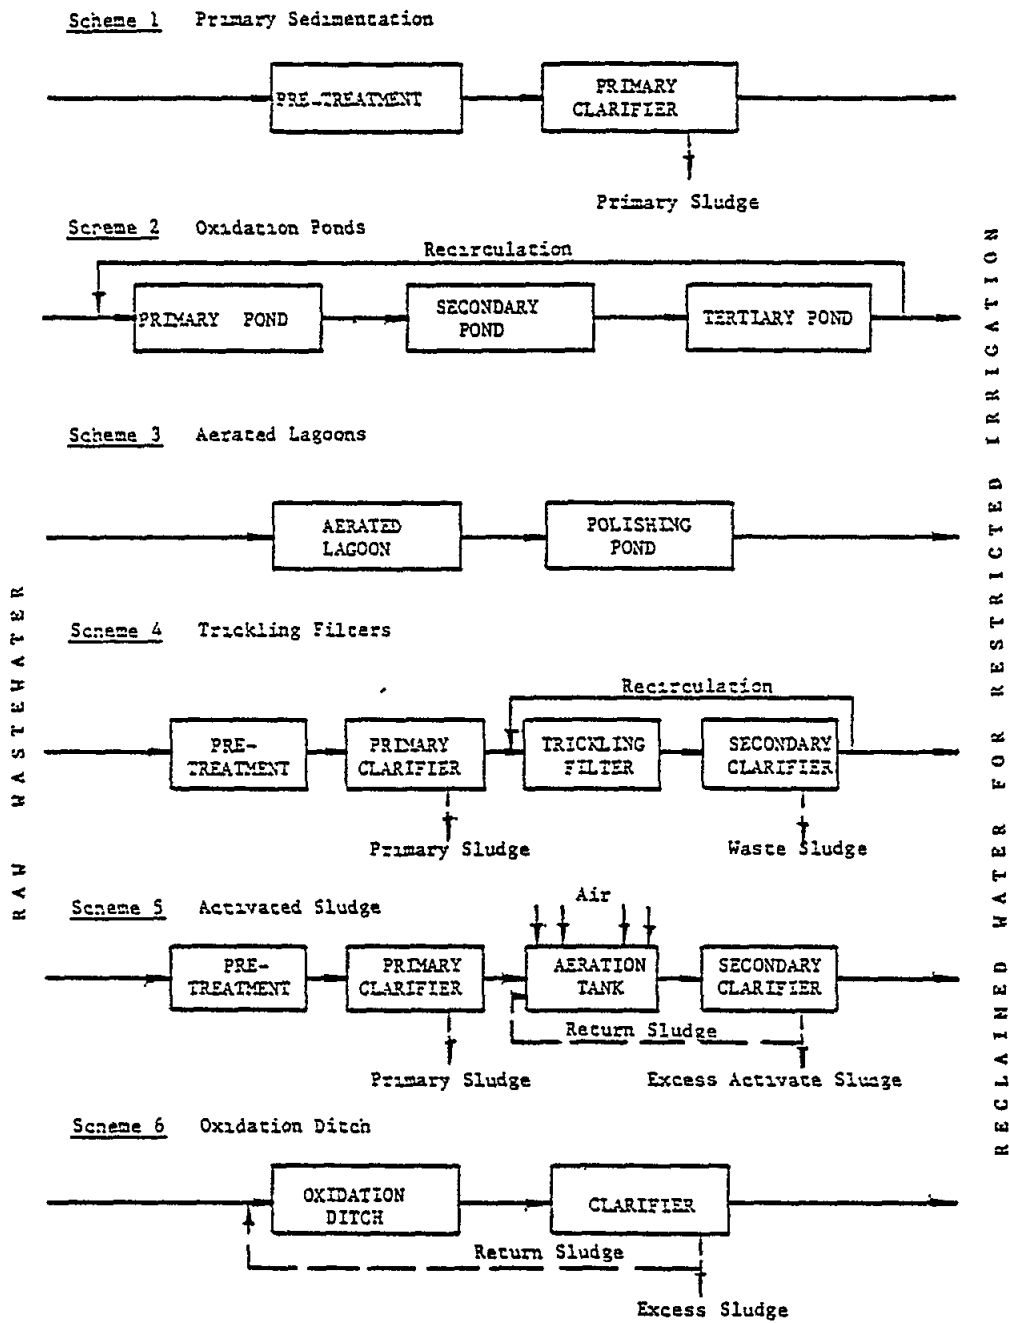 Scheme 1 Primary Sedimentation
PRE-TREATMENT
PRIMARY
CLARIFIER
Primary Sludge
Scheme 2 Oxidation Ponds
Recirculation
PRIMARY POND
SECONDARY
POND
TERTIARY POND
Scheme 3 Aerated Lagoons
AERATED
LAGOON
POLISHING
POND
Scheme 4 Trickling Filters
Recirculation
PRE-
TREATMENT
PRIMARY
CLARIFIER
TRICKLING
FILTER
SECONDARY
CLARIFIER
Primary Sludge
Waste Sludge
Scheme 5 Activated Sludge
Air
PRE-
TREATMENT
PRIMARY
CLARIFIER
AERATION
TANK
SECONDARY
CLARIFIER
Return Sludge
Primary Sludge
Excess Activate Sludge
Scheme 6 Oxidation Ditch
OXIDATION
DITCH
CLARIFIER
Return Sludge
Excess Sludge
RAW WASTEWATER
RECLAINED WATER FOR RESTRICTED IRRIGATION